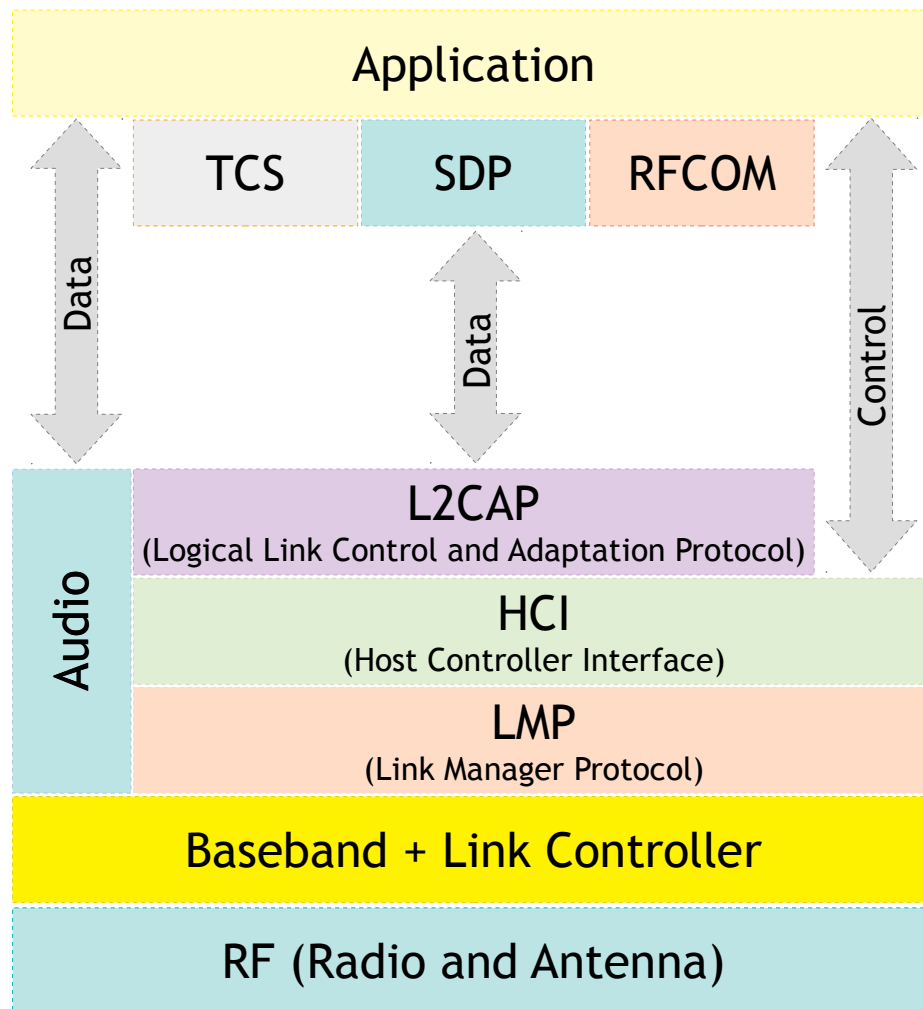 Application
TCS
SDP
RFCOM
Data
Data
Control
Audio
L2CAP
(Logical Link Control and Adaptation Protocol)
HCI
(Host Controller Interface)
LMP
(Link Manager Protocol)
Baseband + Link Controller
RF (Radio and Antenna)